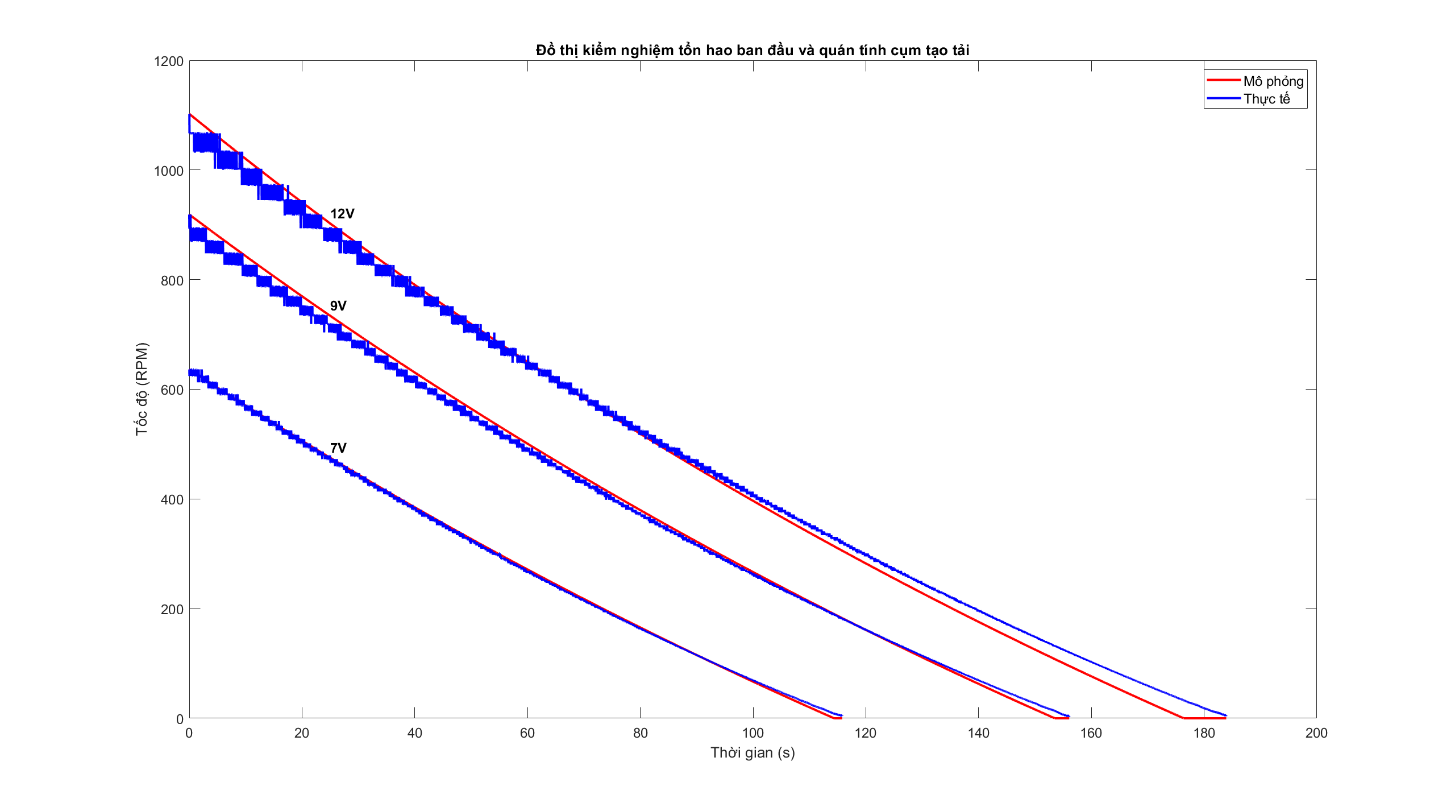 Đồ thị kiểm nghiệm tổn hao ban đầu và quán tính cụm tạo tải
1200
1000
800
600
400
200
0
Tốc độ (RPM)
Mô phỏng
Thực tế
12V
9V
7V
0 20 40 60 80 100 120 140 160 180 200
Thời gian (s)